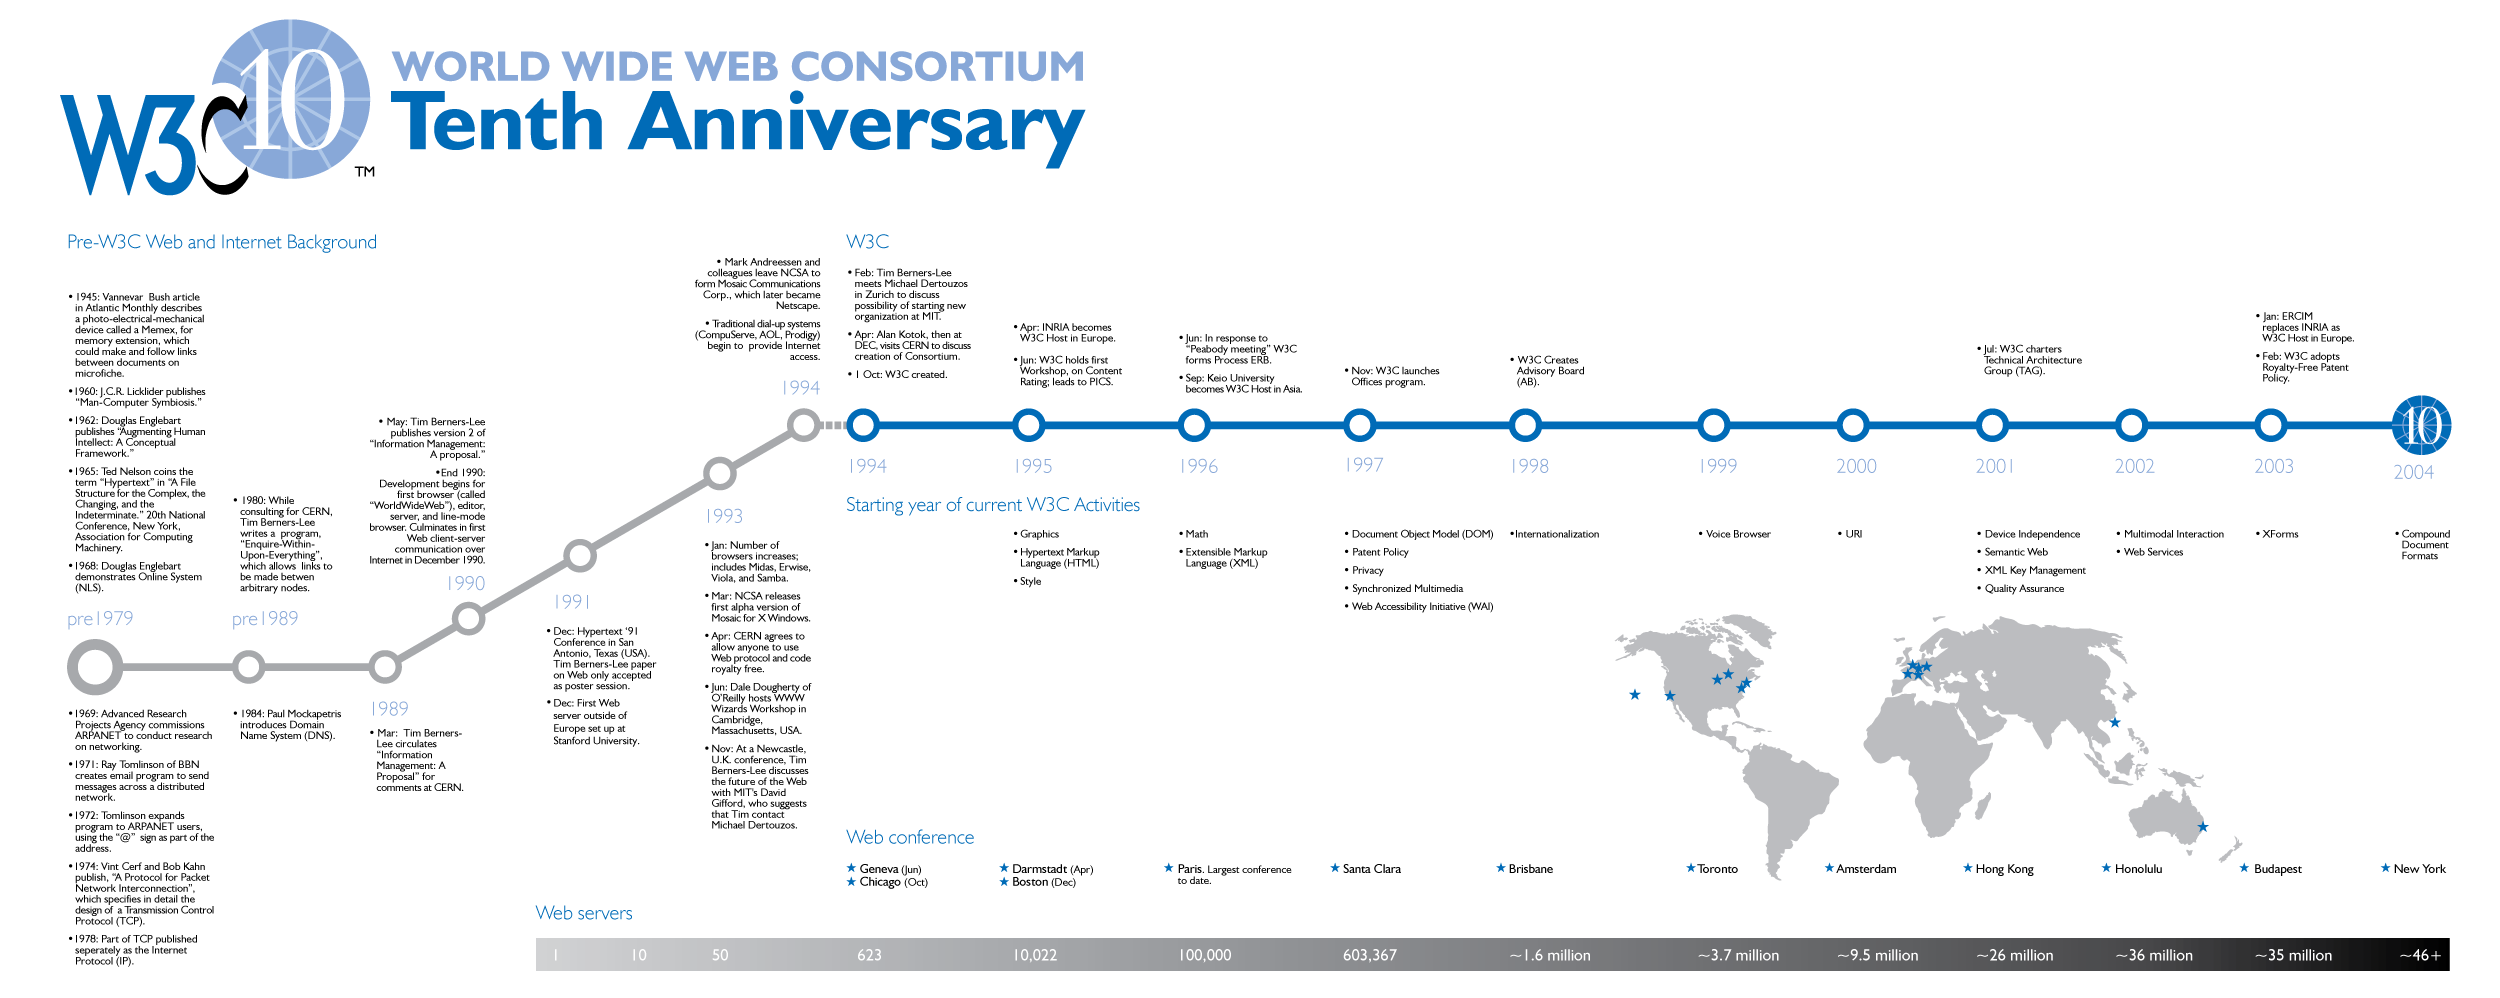 W3C 10
TM
WORLD WIDE WEB CONSORTIUM
Tenth Anniversary
Pre-W3C Web and Internet Background
• 1945: Vannevar Bush article
in Atlantic Monthly describes
a photo-electrical-mechanical
device called a Memex, for
memory extension, which
could make and follow links
between documents on
microfiche.
• 1960: J.C.R. Licklider publishes
“Man-Computer Symbiosis.”
• 1962: Douglas Englebart
publishes “Augmenting Human
Intellect: A Conceptual
Framework.”
• 1965: Ted Nelson coins the
term “Hypertext” in “A File
Structure for the Complex, the
Changing, and the
Indeterminate.” 20th National
Conference, New York,
Association for Computing
Machinery.
• 1968: Douglas Englebart
demonstrates Online System
(NLS).
pre1979
• 1969: Advanced Research
Projects Agency commissions
ARPANET to conduct research
on networking.
• 1971: Ray Tomlinson of BBN
creates email program to send
messages across a distributed
network.
• 1972: Tomlinson expands
program to ARPANET users,
using the “@” sign as part of the
address.
• 1974: Vint Cerf and Bob Kahn
publish, “A Protocol for Packet
Network Interconnection”,
which specifies in detail the
design of a Transmission Control
Protocol (TCP).
• 1978: Part of TCP published
seperately as the Internet
Protocol (IP).
• 1980: While
consulting for CERN,
Tim Berners-Lee
writes a program,
“Enquire-Within-
Upon-Everything”,
which allows links to
be made betwen
arbitrary nodes.
pre1989
• 1984: Paul Mockapetris
introduces Domain
Name System (DNS).
1989
• Mar: Tim Berners-
Lee circulates
“Information
Management: A
Proposal” for
comments at CERN.
• May: Tim Berners-Lee
publishes version 2 of
“Information Management:
A proposal.”
• End 1990:
Development begins for
first browser (called
“WorldWideWeb”), editor,
server, and line-mode
browser. Culminates in first
Web client-server
communication over
Internet in December 1990.
1990
1991
• Dec: Hypertext ‘91
Conference in San
Antonio, Texas (USA).
Tim Berners-Lee paper
on Web only accepted
as poster session.
• Dec: First Web
server outside of
Europe set up at
Stanford University.
1993
• Jan: Number of
browsers increases;
includes Midas, Erwise,
Viola, and Samba.
• Mar: NCSA releases
first alpha version of
Mosaic for X Windows.
• Apr: CERN agrees to
allow anyone to use
Web protocol and code
royalty free.
• Jun: Dale Dougherty of
O’Reilly hosts WWW
Wizards Workshop in
Cambridge,
Massachusetts, USA.
• Nov: At a Newcastle,
U.K. conference, Tim
Berners-Lee discusses
the future of the Web
with MIT’s David
Gifford, who suggests
that Tim contact
Michael Dertouzos.
• Mark Andreessen and
colleagues leave NCSA to
form Mosaic Communications
Corp., which later became
Netscape.
• Traditional dial-up systems
(CompuServe, AOL, Prodigy)
begin to provide Internet
access.
1994
W3C
• Feb: Tim Berners-Lee
meets Michael Dertouzos
in Zurich to discuss
possibility of starting new
organization at MIT.
• Apr: Alan Kotok, then at
DEC, visits CERN to discuss
creation of Consortium.
• 1 Oct: W3C created.
1994
• Apr: INRIA becomes
W3C Host in Europe.
• Jun: W3C holds first
Workshop, on Content
Rating; leads to PICS.
1995
• Jun: In response to
“Peabody meeting” W3C
forms Process ERB.
• Sep: Keio University
becomes W3C Host in Asia.
1996
• Nov: W3C launches
Offices program.
1997
• W3C Creates
Advisory Board
(AB).
1998
1999
2000
• Jul: W3C charters
Technical Architecture
Group (TAG).
2001
2002
• Jan: ERCIM
replaces INRIA as
W3C Host in Europe.
• Feb: W3C adopts
Royalty-Free Patent
Policy.
2003
10
2004
Starting year of current W3C Activities
• Graphics
• Hypertext Markup
Language (HTML)
• Style
• Math
• Extensible Markup
Language (XML)
• Document Object Model (DOM)
• Patent Policy
• Privacy
• Synchronized Multimedia
• Web Accessibility Initiative (WAI)
• Internationalization
• Voice Browser
• URI
• Device Independence
• Semantic Web
• XML Key Management
• Quality Assurance
• Multimodal Interaction
• Web Services
• XForms
• Compound
Document
Formats
Web conference
★ Geneva (Jun)
★ Chicago (Oct)
★ Darmstadt (Apr)
★ Boston (Dec)
★ Paris. Largest conference
to date.
★ Santa Clara
★ Brisbane
★ Toronto
★ Amsterdam
★ Hong Kong
★ Honolulu
★ Budapest
★ New York
Web servers
1 10 50 623 10,022 100,000 603,367 ~1.6 million ~3.7 million ~9.5 million ~26 million ~36 million ~35 million ~46+